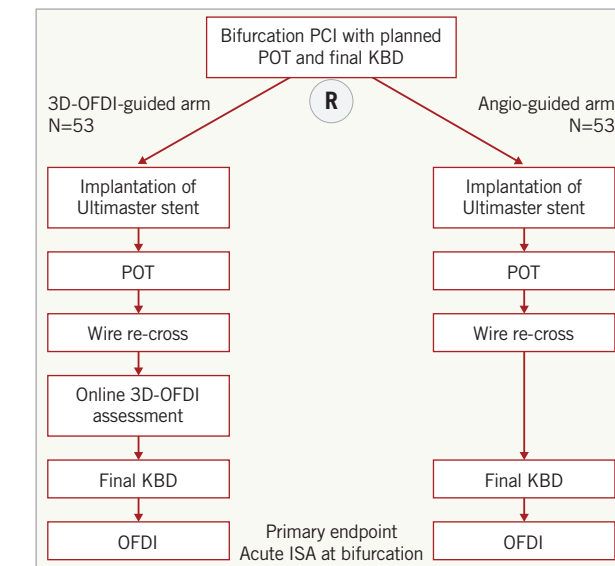 Bifurcation PCI with planned
POT and final KBD
R
3D-OFDI-guided arm
N=53
Angio-guided arm
N=53
Implantation of
Ultimaster stent
Implantation of
Ultimaster stent
POT
POT
Wire re-cross
Wire re-cross
Online 3D-OFDI
assessment
Final KBD
Final KBD
OFDI
Primary endpoint
Acute ISA at bifurcation
OFDI